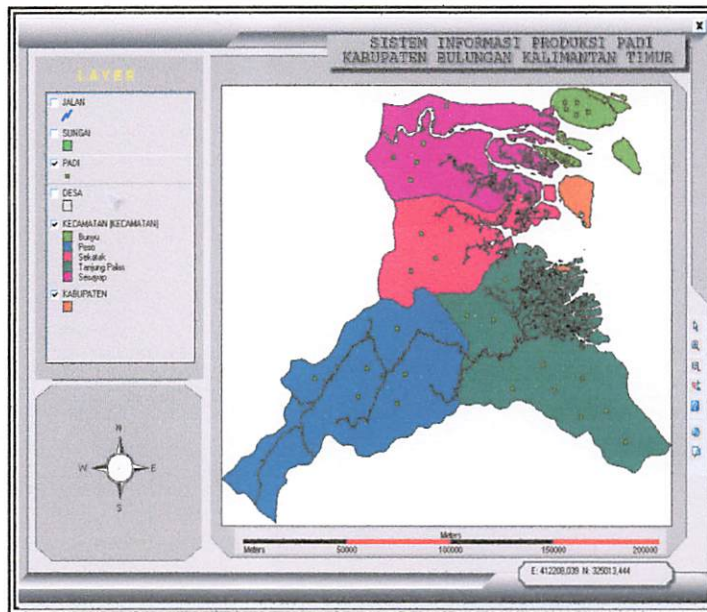 X
SISTEM INFORMASI PRODUKSI PADI
KABUPATEN BULUNGAN KALIMANTAN TIMUR
LAYER
JALAN
SUNGAI
PADI
DESA
KECAMATAN (KECAMATAN)
Bunyu
Peso
Sekatak
Tanjung Palas
Sesayap
KABUPATEN
N
W
E
S
Meters
Meters
50000
100000
150000
200000
E: 412208,039 N: 325013,444